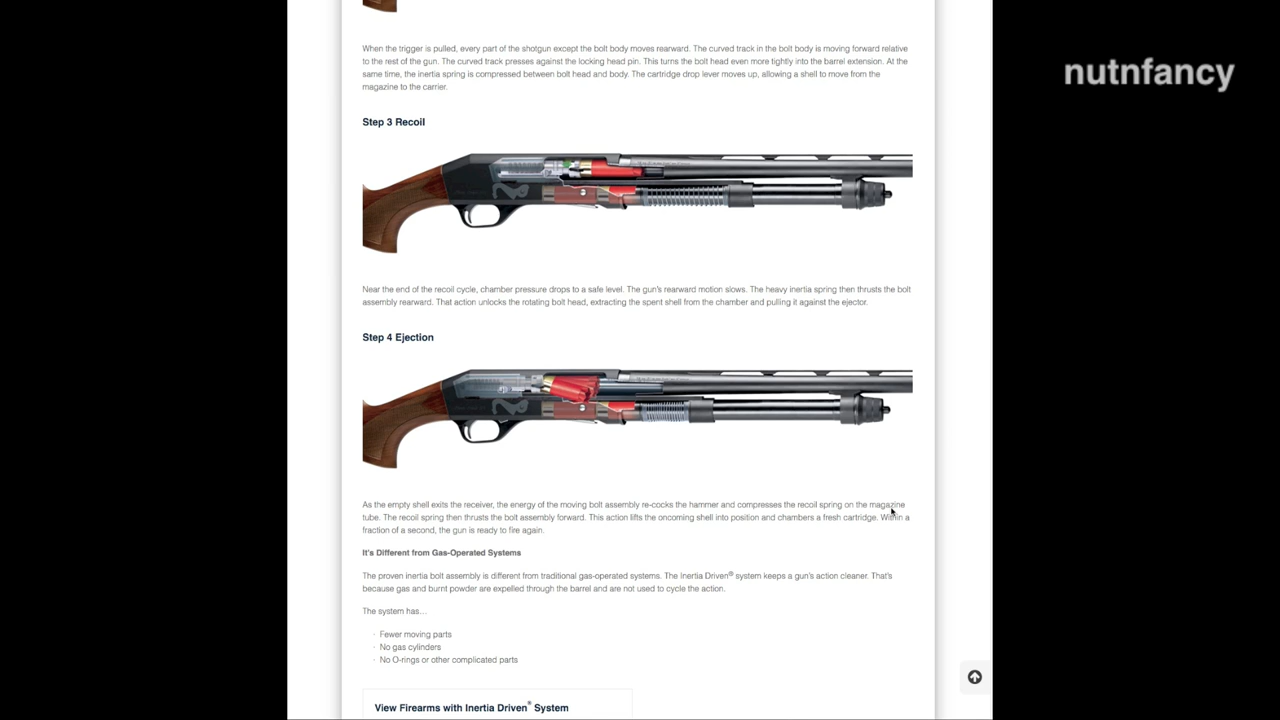 nutnfancy
When the trigger is pulled, every part of the shotgun except the bolt body moves rearward. The curved track in the bolt body is moving forward relative
to the rest of the gun. The curved track presses against the locking head pin. This turns the bolt head even more tightly into the barrel extension. At the
same time, the inertia spring is compressed between bolt head and body. The cartridge drop lever moves up, allowing a shell to move from the
magazine to the carrier.
Step 3 Recoil
Near the end of the recoil cycle, chamber pressure drops to a safe level. The gun's rearward motion slows. The heavy inertia spring then thrusts the bolt
assembly rearward. That action unlocks the rotating bolt head, extracting the spent shell from the chamber and pulling it against the ejector.
Step 4 Ejection
As the empty shell exits the receiver, the energy of the moving bolt assembly re-cocks the hammer and compresses the recoil spring on the magazine
tube. The recoil spring then thrusts the bolt assembly forward. This action lifts the oncoming shell into position and chambers a fresh cartridge. Within a
fraction of a second, the gun is ready to fire again.
It's Different from Gas-Operated Systems
The proven inertia bolt assembly is different from traditional gas-operated systems. The Inertia Driven® system keeps a gun's action cleaner. That's
because gas and burnt powder are expelled through the barrel and are not used to cycle the action.
The system has...
· Fewer moving parts
· No gas cylinders
· No O-rings or other complicated parts
View Firearms with Inertia Driven® System